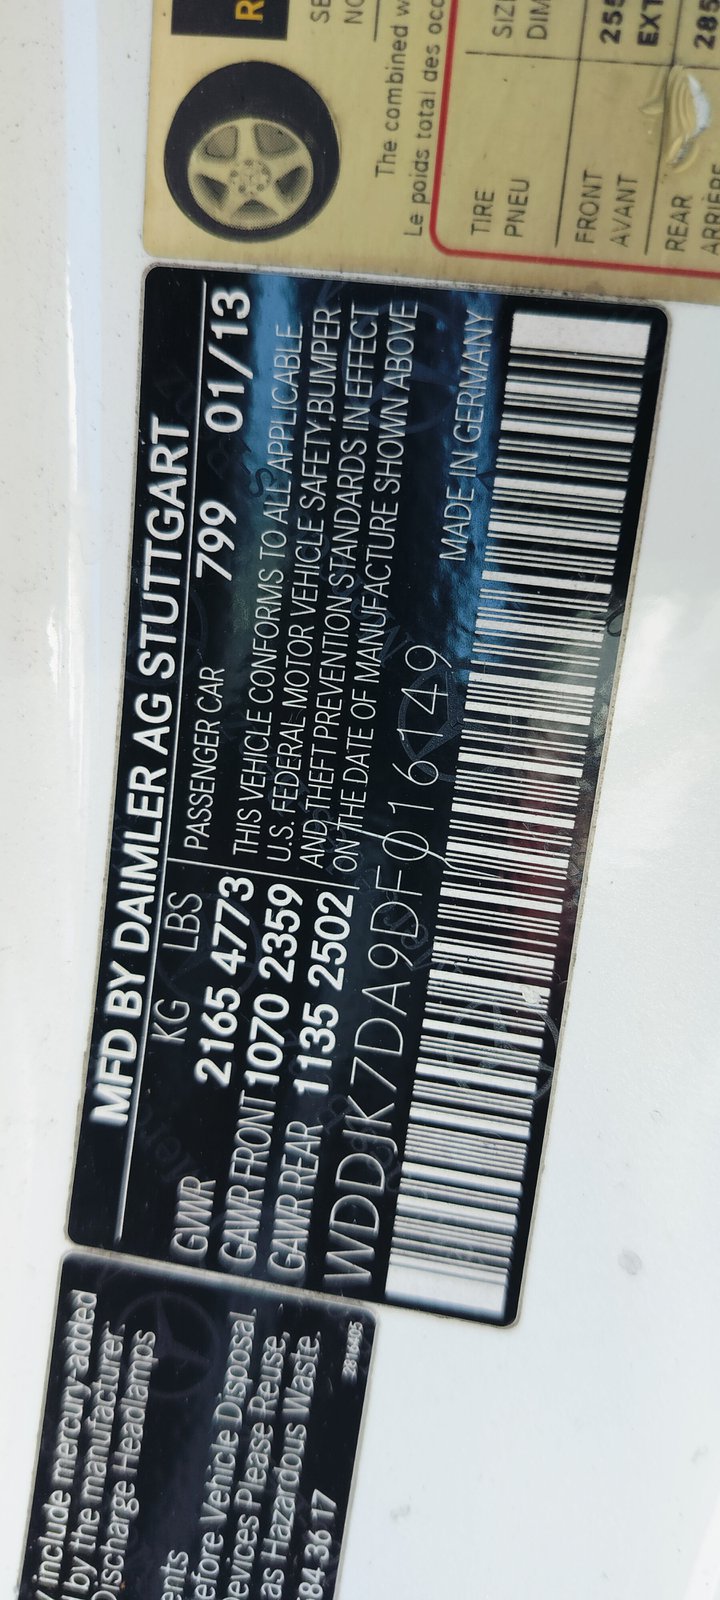 MFD BY DAIMLER AG STUTTGART
KG LBS
PASSENGER CAR 799 01/13
GVWR 2165 4773
GAWR FRONT 1070 2359
GAWR REAR 1135 2502
THIS VEHICLE CONFORMS TO ALL APPLICABLE
U.S. FEDERAL MOTOR VEHICLE SAFETY,BUMPER
AND THEFT PREVENTION STANDARDS IN EFFECT
ON THE DATE OF MANUFACTURE SHOWN ABOVE
WDDJK7DA9DF016149
MADE IN GERMANY
The combined
Le poids total des
TIRE
PNEU
FRONT
AVANT
REAR
ARRIÈRE
include mercury-added
by the manufacturer
Discharge Headlamps
Vehicle Disposal.
Please Reuse,
as Hazardous Waste.
584 3617